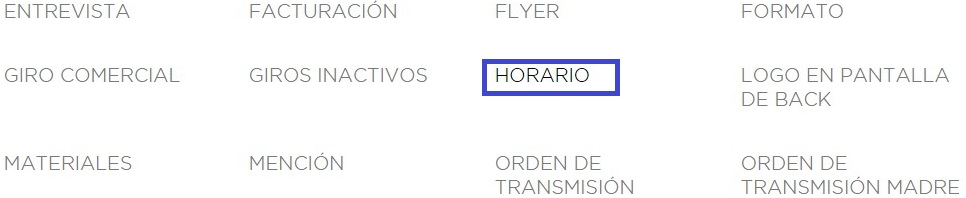 ENTREVISTA FACTURACIÓN FLYER FORMATO
GIRO COMERCIAL GIROS INACTIVOS HORARIO LOGO EN PANTALLA
DE BACK
MATERIALES MENCIÓN ORDEN DE ORDEN DE
TRANSMISIÓN TRANSMISIÓN MADRE